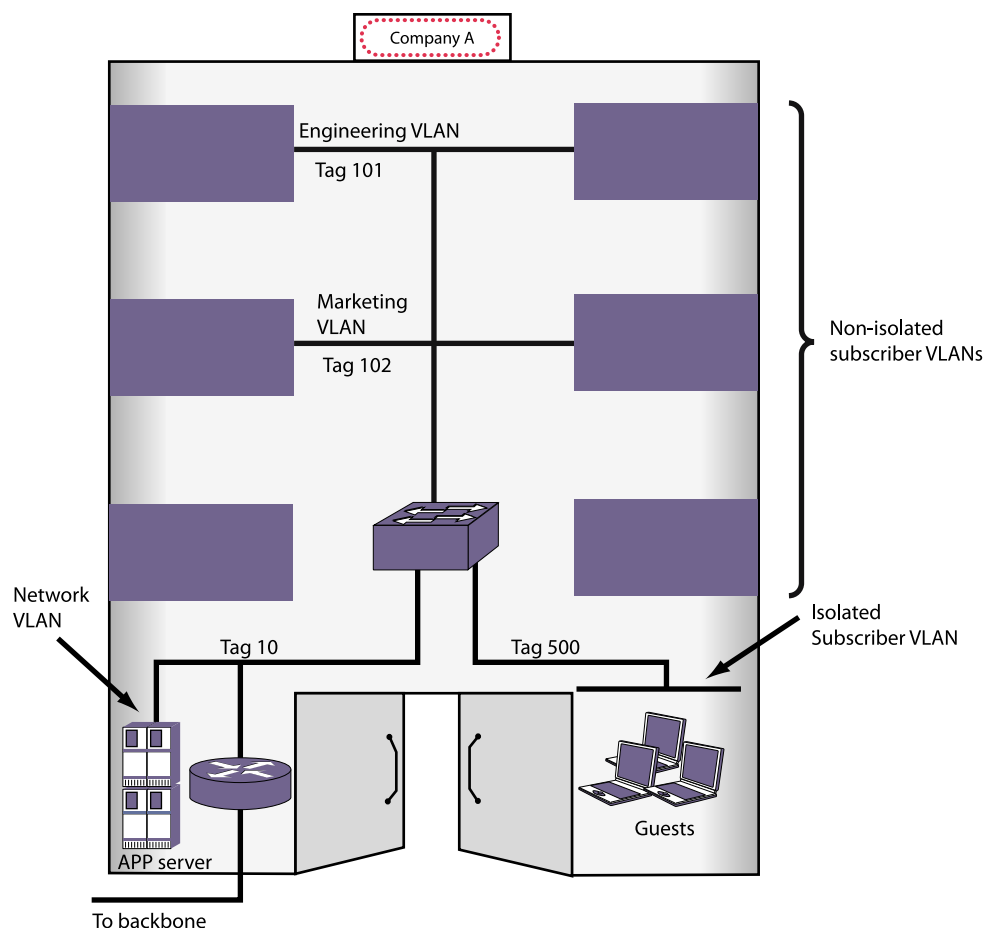 Company A
Engineering VLAN
Tag 101
Marketing
VLAN
Tag 102
Non-isolated
subscriber VLANs
Network
VLAN
Isolated
Subscriber VLAN
Tag 10
Tag 500
Guests
APP server
To backbone